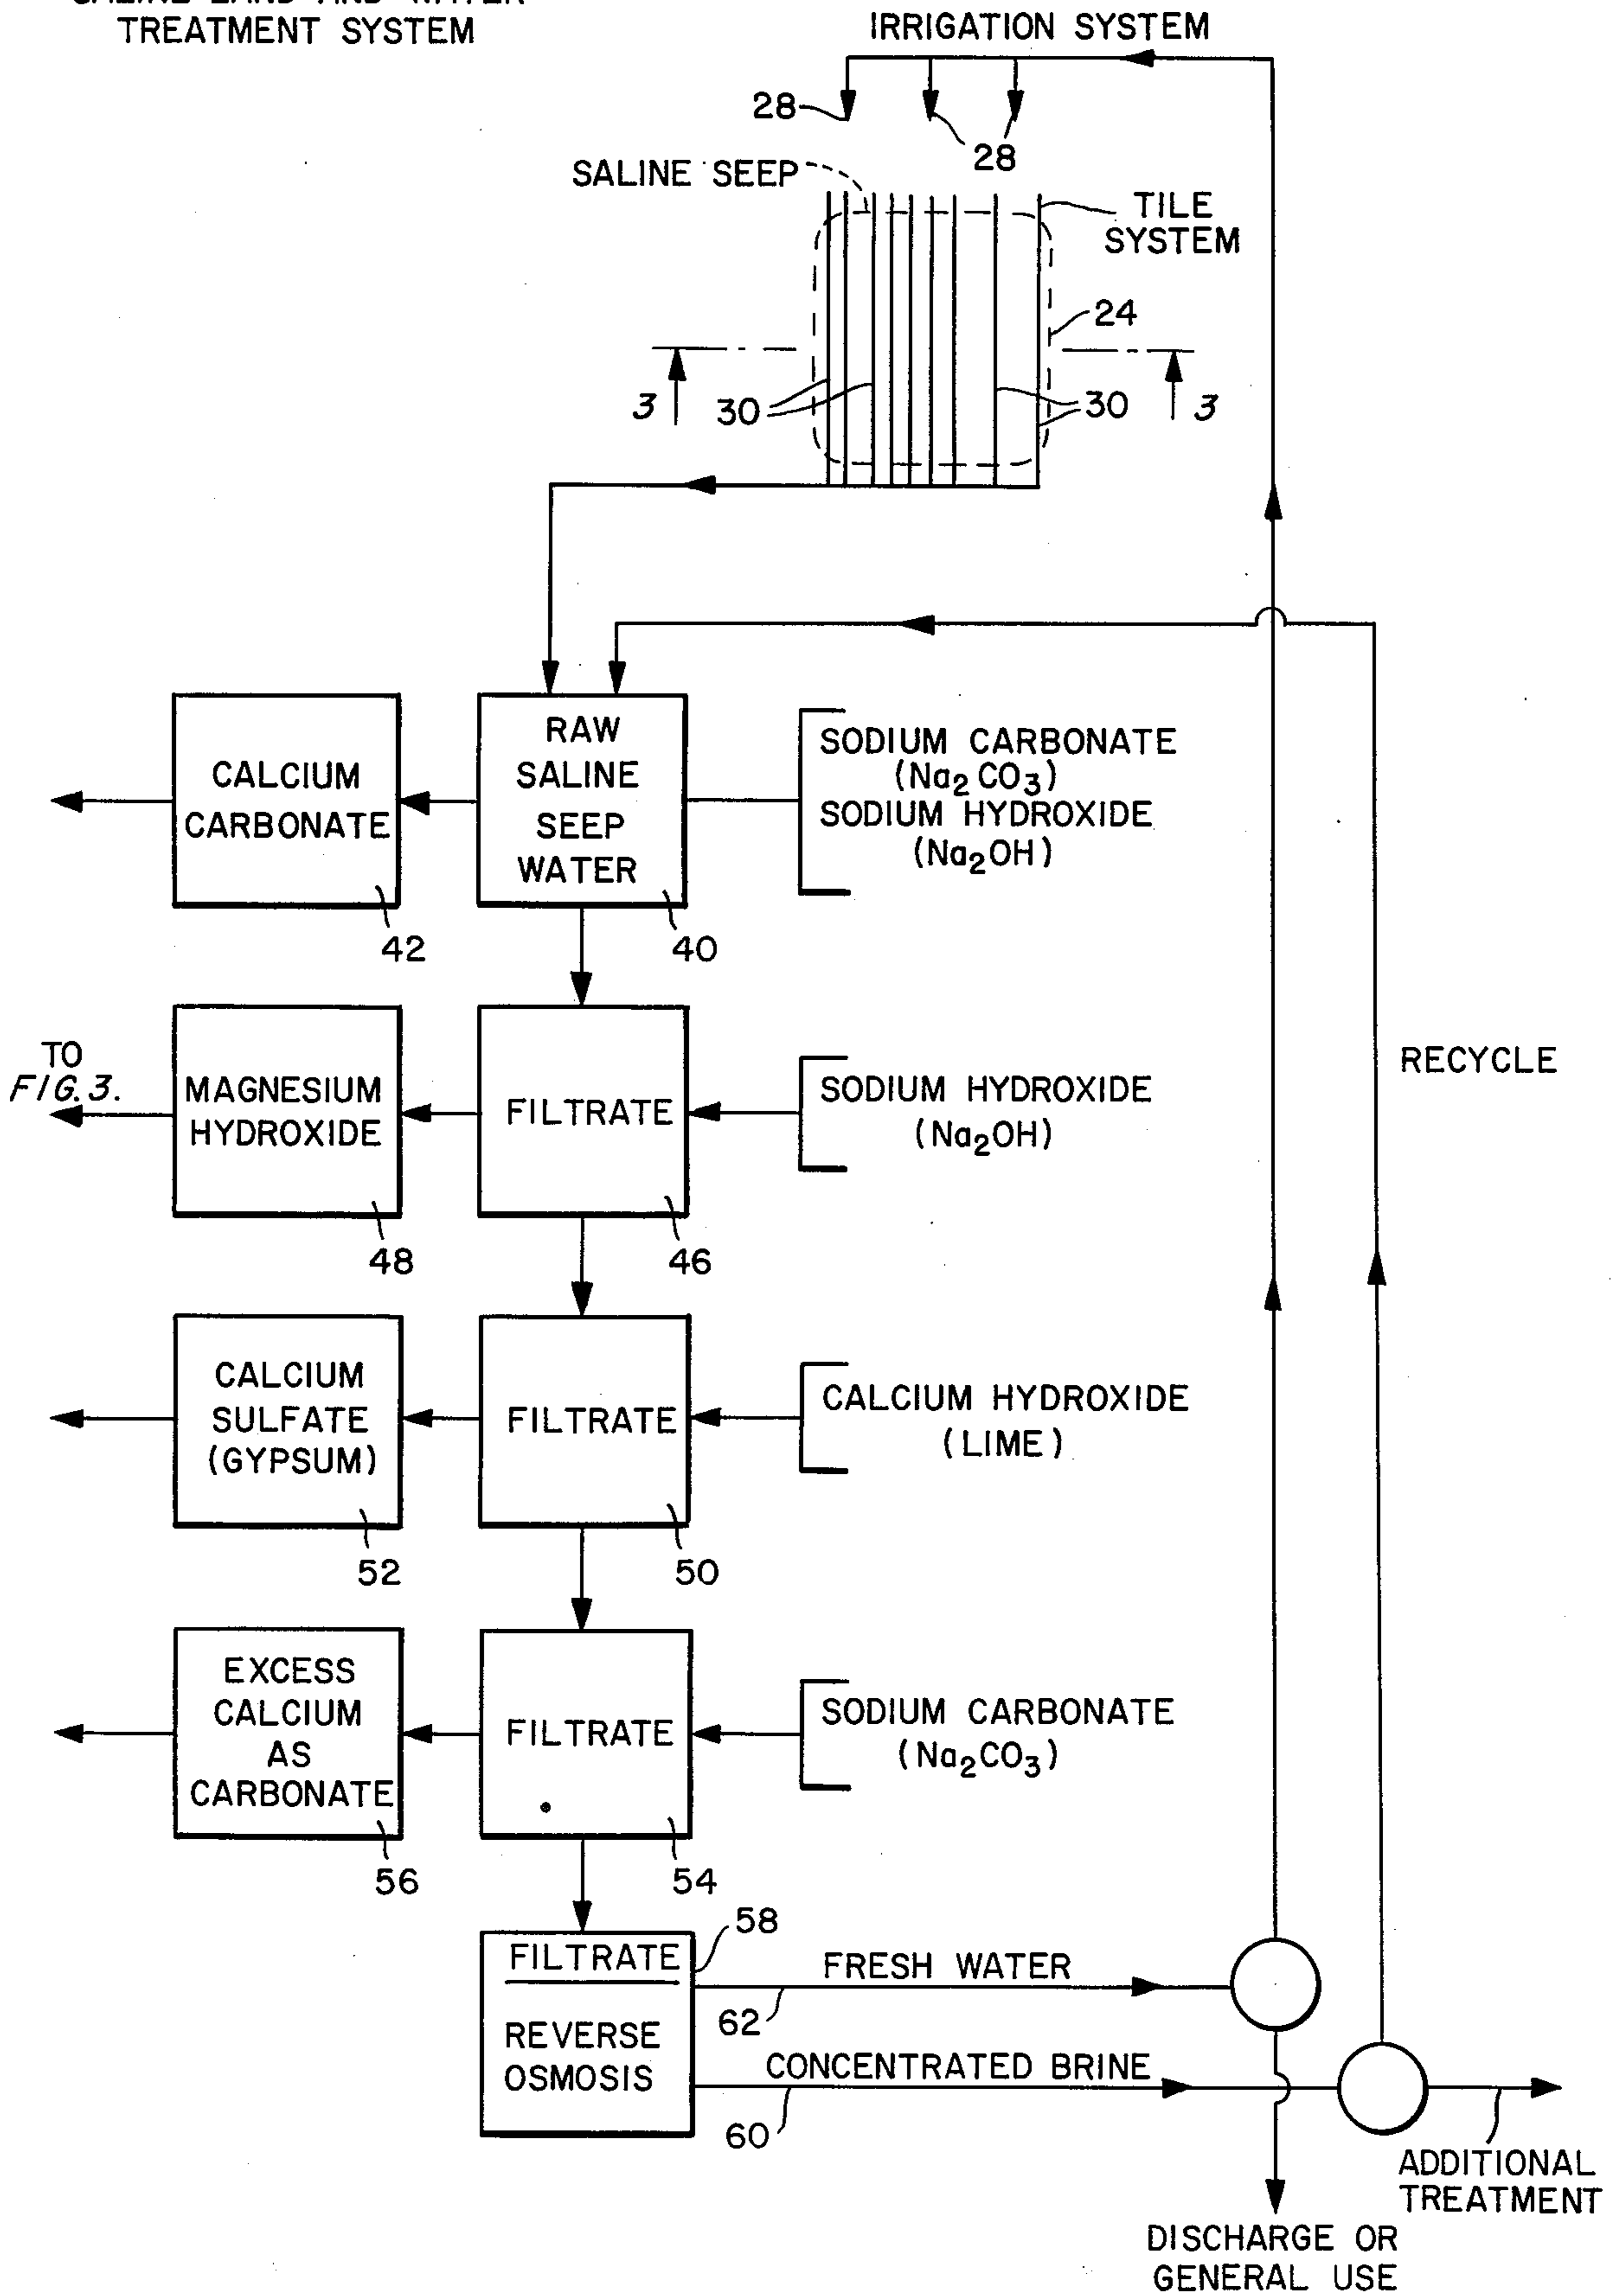 TREATMENT SYSTEM
IRRIGATION SYSTEM
28
28
SALINE SEEP
TILE
SYSTEM
24
3
30
30
3
RAW
SALINE
SEEP
WATER
40
CALCIUM
CARBONATE
42
SODIUM CARBONATE
(Na2CO3)
SODIUM HYDROXIDE
(Na2OH)
RECYCLE
TO
FIG.3.
MAGNESIUM
HYDROXIDE
48
FILTRATE
46
SODIUM HYDROXIDE
(Na2OH)
CALCIUM
SULFATE
(GYPSUM)
52
FILTRATE
50
CALCIUM HYDROXIDE
(LIME)
EXCESS
CALCIUM
AS
CARBONATE
56
FILTRATE
54
SODIUM CARBONATE
(Na2CO3)
FILTRATE
REVERSE
OSMOSIS
58
FRESH WATER
62
CONCENTRATED BRINE
60
ADDITIONAL
TREATMENT
DISCHARGE OR
GENERAL USE